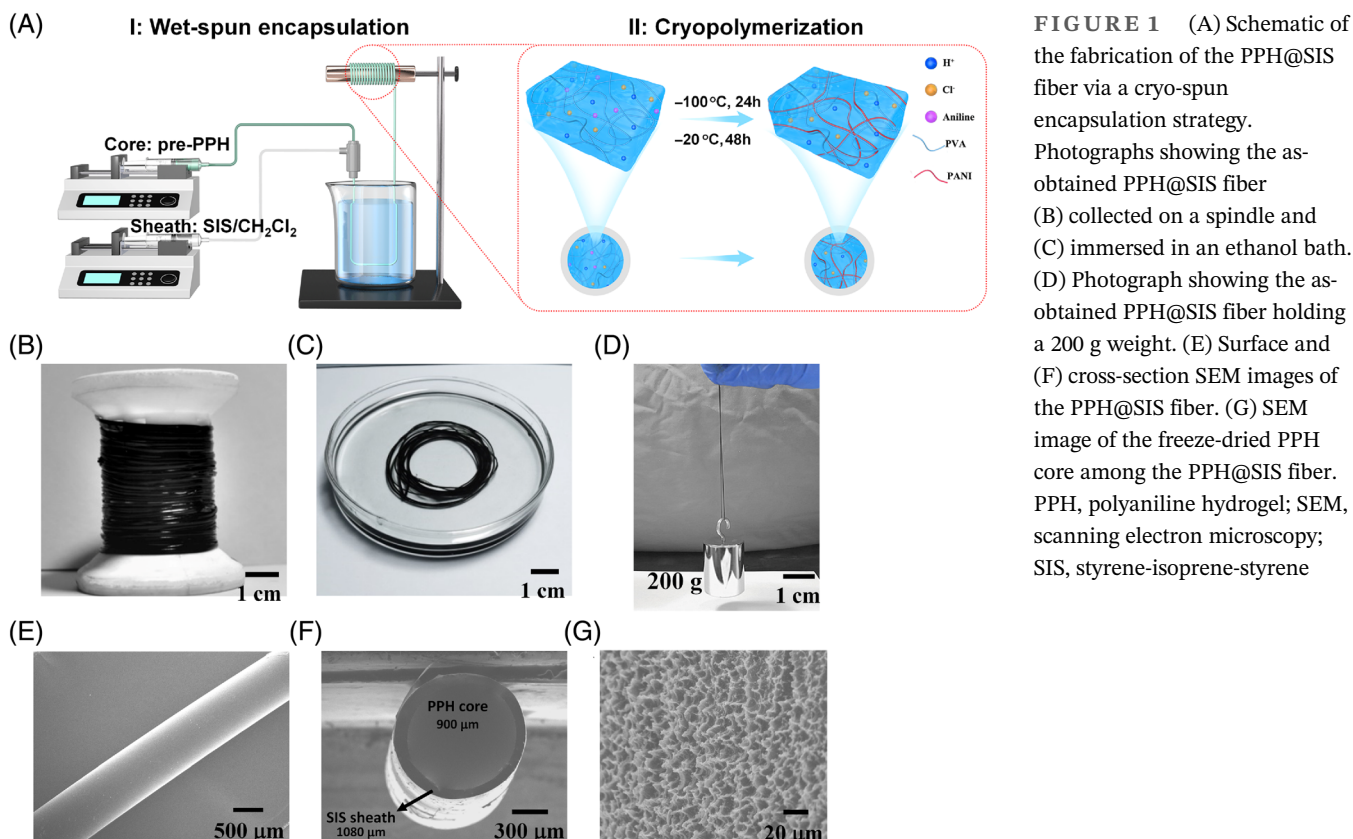 (A)
I: Wet-spun encapsulation
II: Cryopolymerization
Core: pre-PPH
Sheath: SIS/CH₂Cl₂
–100 °C, 24h
–20 °C, 48h
H⁺
Cl⁻
Aniline
PVA
PANI
(B)
1 cm
(C)
1 cm
(D)
200 g
1 cm
(E)
500 μm
(F)
PPH core
900 μm
SIS sheath
1080 μm
300 μm
(G)
20 μm
FIGURE 1 (A) Schematic of
the fabrication of the PPH@SIS
fiber via a cryo-spun
encapsulation strategy.
Photographs showing the as-
obtained PPH@SIS fiber
(B) collected on a spindle and
(C) immersed in an ethanol bath.
(D) Photograph showing the as-
obtained PPH@SIS fiber holding
a 200 g weight. (E) Surface and
(F) cross-section SEM images of
the PPH@SIS fiber. (G) SEM
image of the freeze-dried PPH
core among the PPH@SIS fiber.
PPH, polyaniline hydrogel; SEM,
scanning electron microscopy;
SIS, styrene-isoprene-styrene